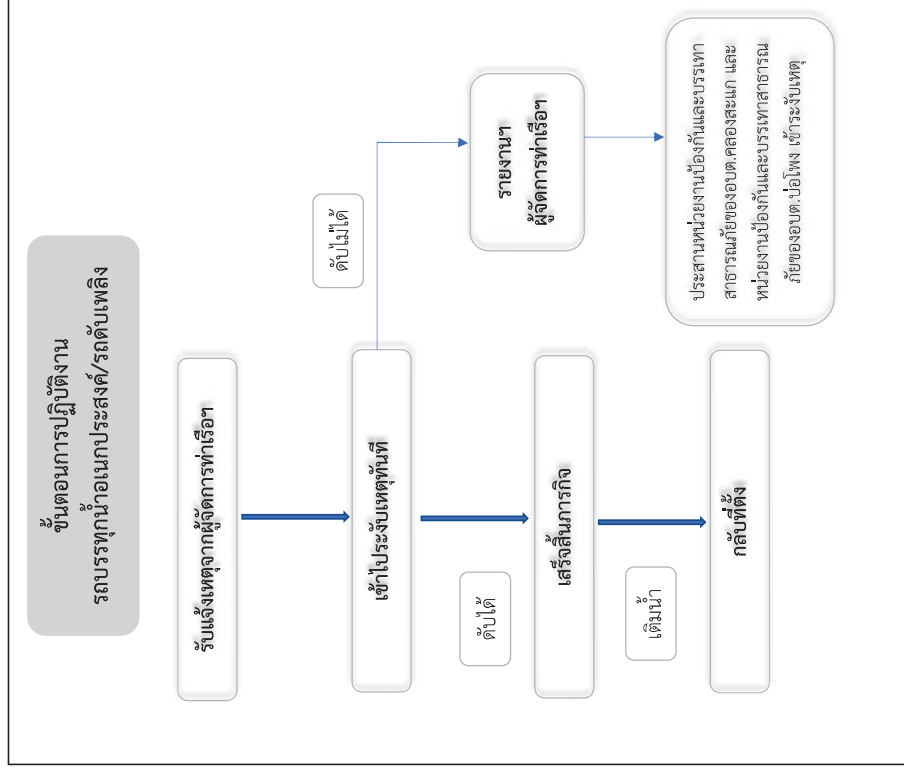 ขั้นตอนการปฏิบัติงาน
รถบรรทุกน้ำอเนกประสงค์/รถดับเพลิง
รับแจ้งเหตุจากผู้จัดการท่าเรือฯ
เข้าไประงับเหตุทันที
ดับไม่ได้
รายงานฯ
ผู้จัดการท่าเรือฯ
ประสานหน่วยงานป้องกันและบรรเทา
สาธารณภัยของอบต.คลองสะแก และ
หน่วยงานป้องกันและบรรเทาสาธารณ
ภัยของอบต.บ่อโพง เข้าระงับเหตุ
ดับได้
เสร็จสิ้นภารกิจ
เติมน้ำ
กลับที่ตั้ง